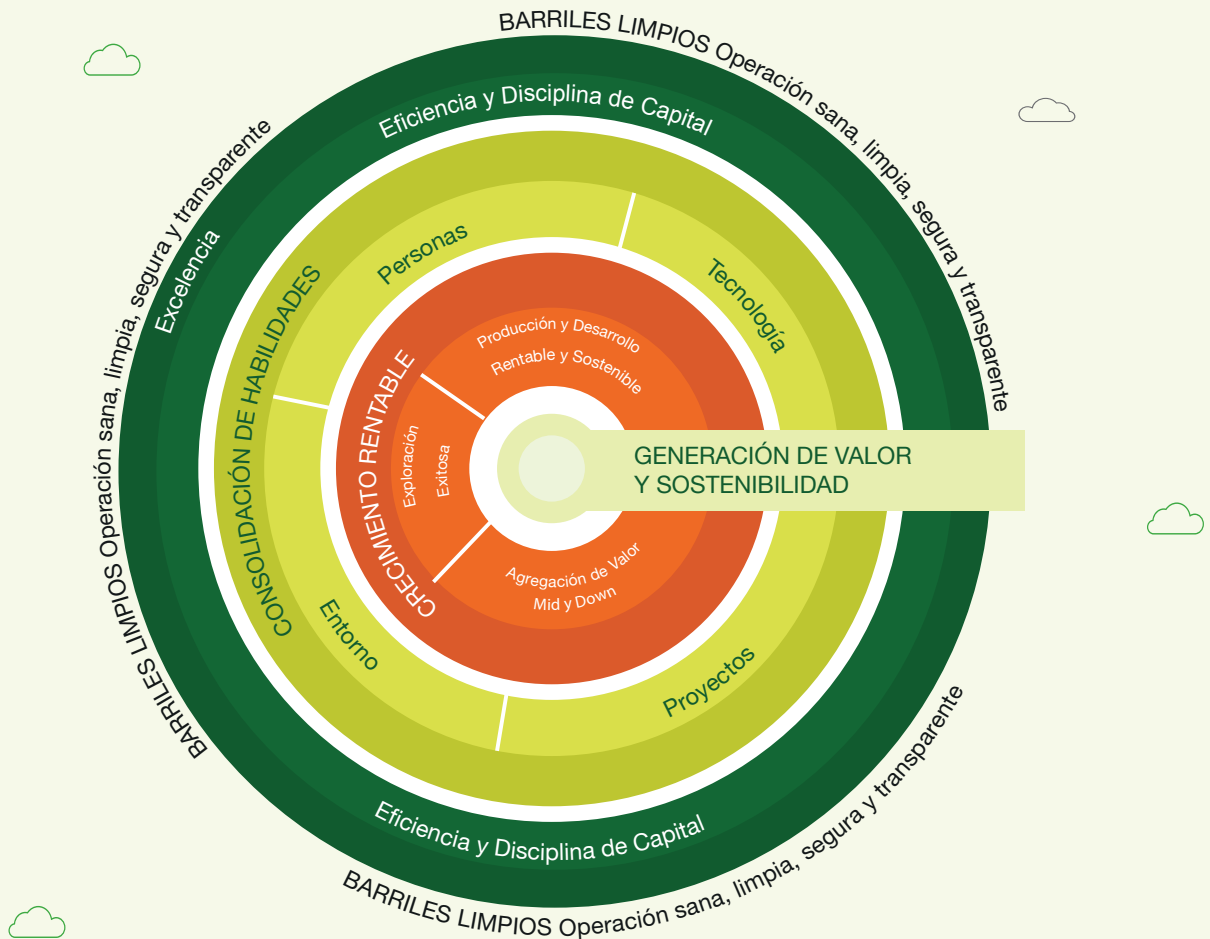 BARRILES LIMPIOS Operación sana, limpia, segura y transparente
BARRILES LIMPIOS Operación sana, limpia, segura y transparente
Eficiencia y Disciplina de Capital
Excelencia
CONSOLIDACIÓN DE HABILIDADES
Personas
Tecnología
CRECIMIENTO RENTABLE
Producción y Desarrollo
Rentable y Sostenible
Exploración
Exitosa
GENERACIÓN DE VALOR
Y SOSTENIBILIDAD
Agregación de Valor
Mid y Down
Entorno
Proyectos
Eficiencia y Disciplina de Capital
BARRILES LIMPIOS Operación sana, limpia, segura y transparente